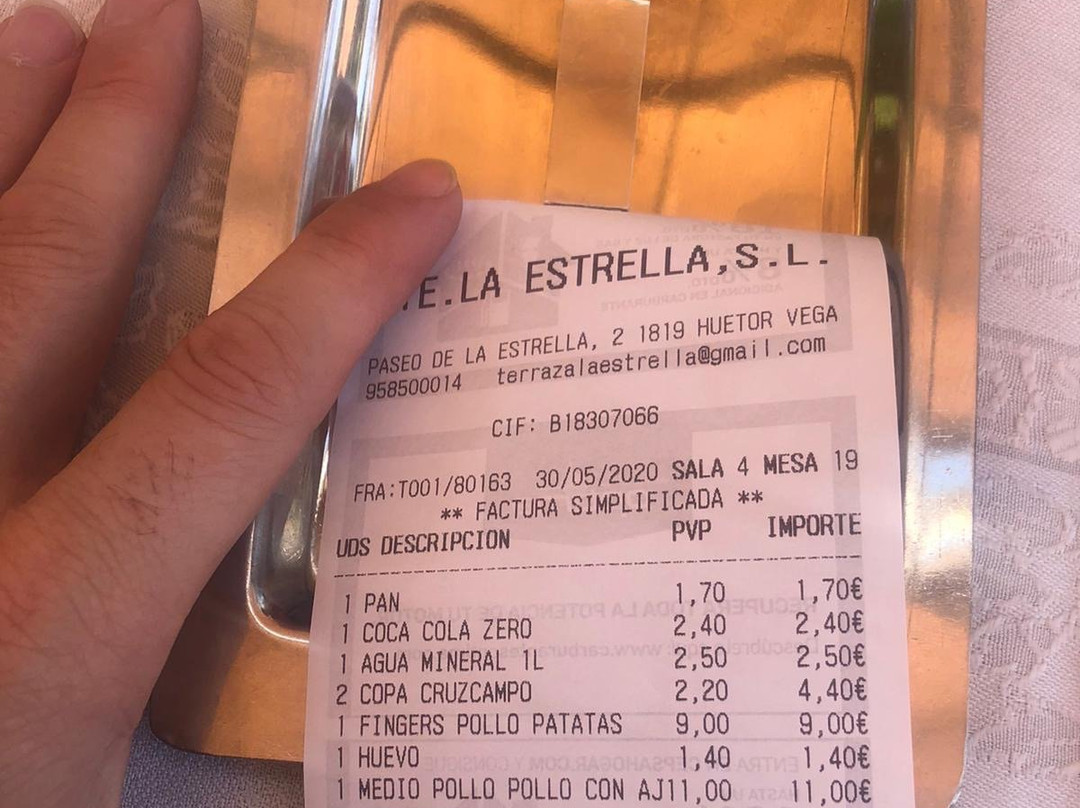 TE.LA ESTRELLA,S.L.
PASEO DE LA ESTRELLA, 2 1819 HUETOR VEGA
958500014 terrazalaestrella@gmail.com
CIF: B18307066
FRA:T001/80163 30/05/2020 SALA 4 MESA 19
** FACTURA SIMPLIFICADA **
UDS DESCRIPCION PVP IMPORTE
1 PAN 1,70 1,70€
1 COCA COLA ZERO 2,40 2,40€
1 AGUA MINERAL 1L 2,50 2,50€
2 COPA CRUZCAMPO 2,20 4,40€
1 FINGERS POLLO PATATAS 9,00 9,00€
1 HUEVO 1,40 1,40€
1 MEDIO POLLO POLLO CON AJ11,00 11,00€